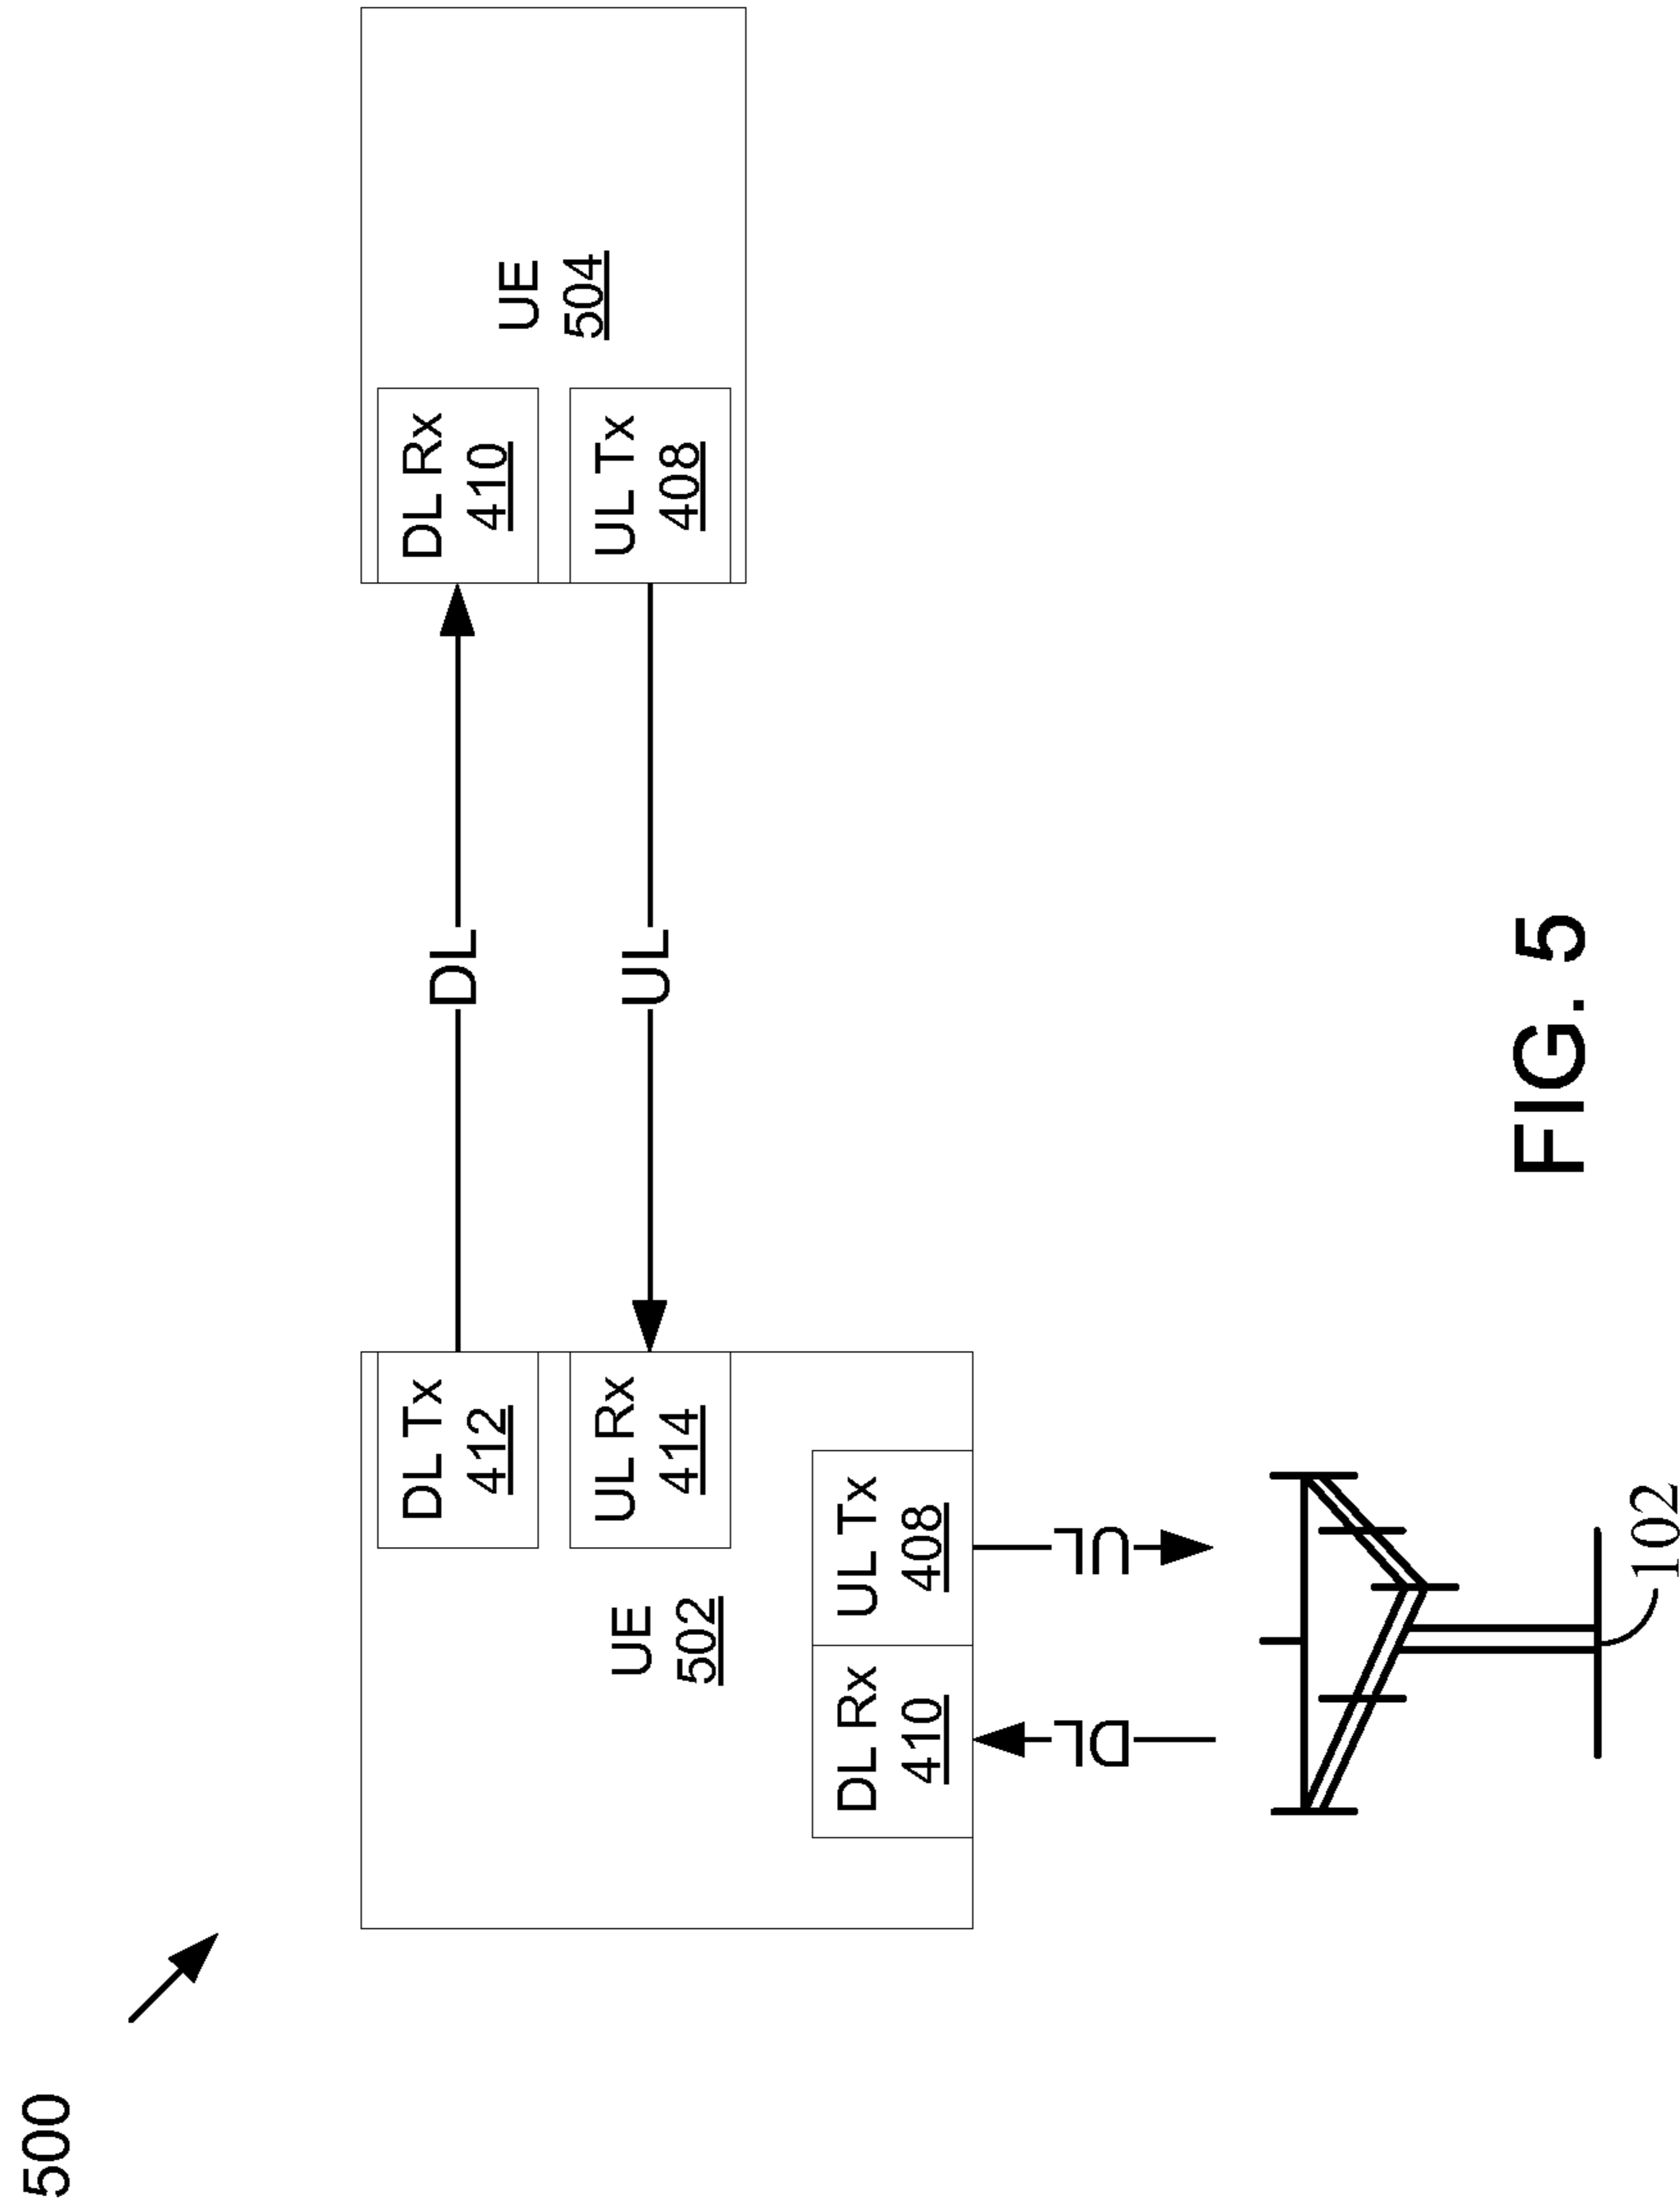 500
DL Tx
412
DL
DL Rx
410
UL Rx
414
UL
UL Tx
408
UE
502
UE
504
DL Rx
410
UL Tx
408
DL
UL
102
FIG. 5